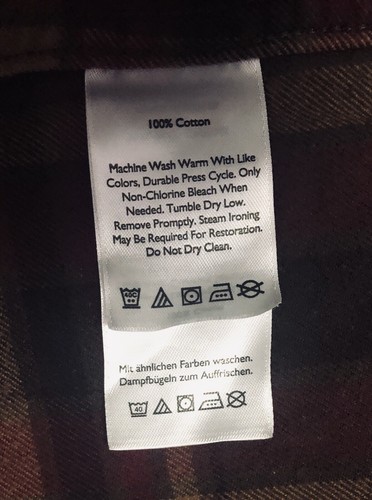 100% Cotton
Machine Wash Warm With Like
Colors, Durable Press Cycle. Only
Non-Chlorine Bleach When
Needed. Tumble Dry Low.
Remove Promptly. Steam Ironing
May Be Required For Restoration.
Do Not Dry Clean.
40C
Mit ähnlichen Farben waschen.
Dampfbügeln zum Auffrischen.
40